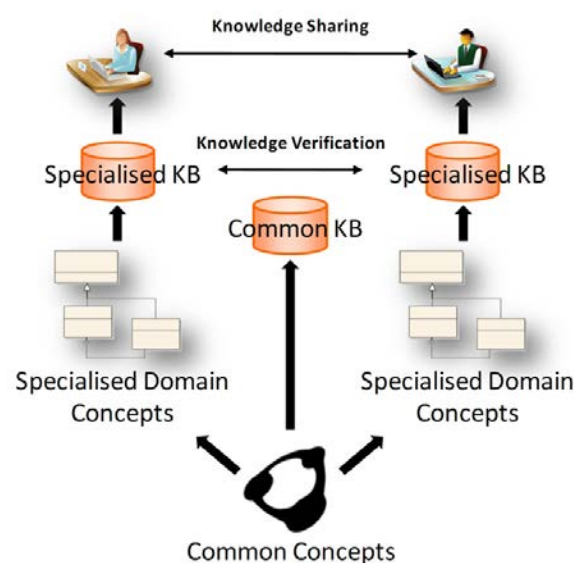 Knowledge Sharing
Knowledge Verification
Specialised KB
Specialised KB
Common KB
Specialised Domain
Concepts
Specialised Domain
Concepts
Common Concepts